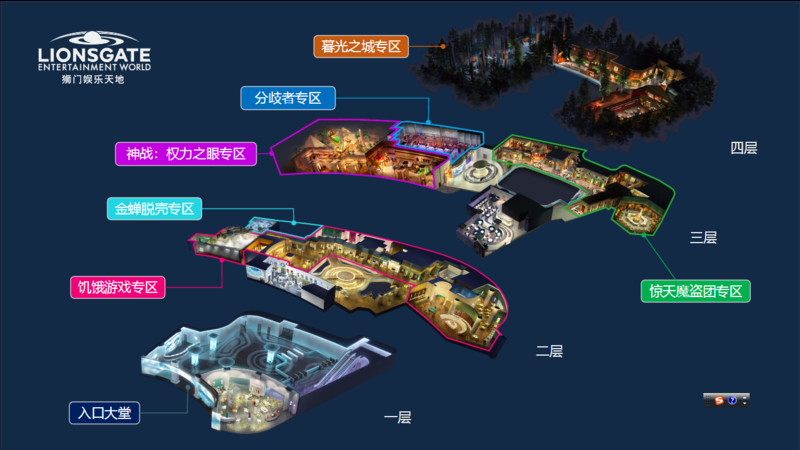 LIONSGATE
ENTERTAINMENT WORLD
狮门娱乐天地
暮光之城专区
分歧者专区
神战：权力之眼专区
四层
金蝉脱壳专区
三层
饥饿游戏专区
惊天魔盗团专区
二层
入口大堂
一层